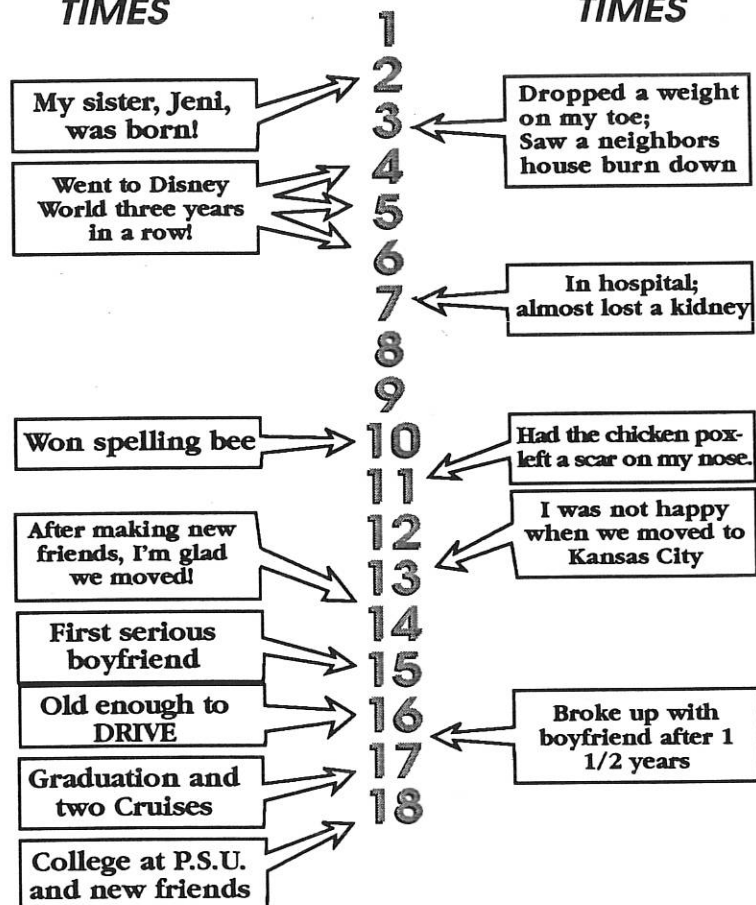 TIMES
TIMES
1
2
3
4
5
6
7
8
9
10
11
12
13
14
15
16
17
18
My sister, Jeni,
was born!
Went to Disney
World three years
in a row!
Won spelling bee
After making new
friends, I'm glad
we moved!
First serious
boyfriend
Old enough to
DRIVE
Graduation and
two Cruises
College at P.S.U.
and new friends
Dropped a weight
on my toe;
Saw a neighbors
house burn down
In hospital;
almost lost a kidney
Had the chicken pox-
left a scar on my nose.
I was not happy
when we moved to
Kansas City
Broke up with
boyfriend after 1
1/2 years